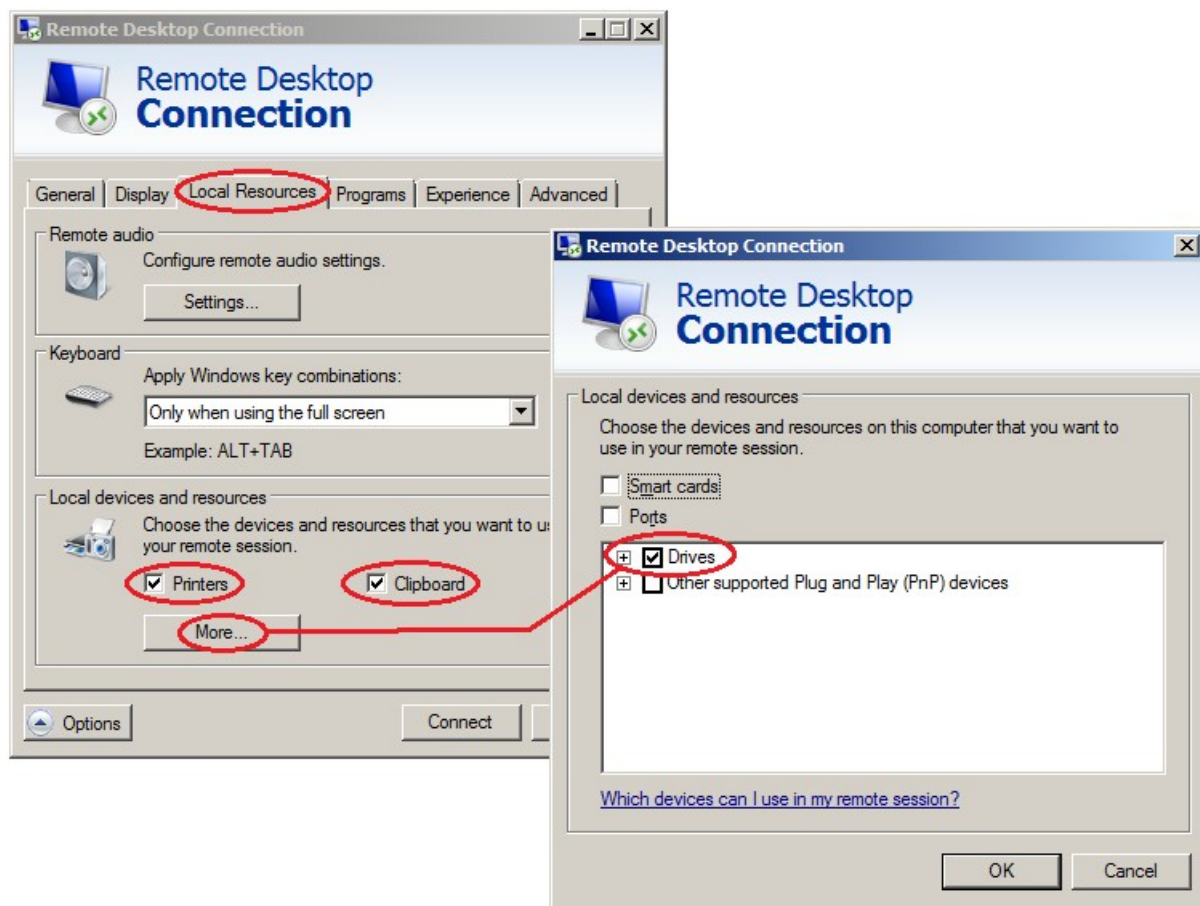 Remote Desktop Connection
Remote Desktop
Connection
General Display Local Resources Programs Experience Advanced
Remote audio
Configure remote audio settings.
Settings...
Keyboard
Apply Windows key combinations:
Only when using the full screen
Example: ALT+TAB
Local devices and resources
Choose the devices and resources that you want to
your remote session.
Printers Clipboard
More...
Options Connect
Remote Desktop Connection
Remote Desktop
Connection
Local devices and resources
Choose the devices and resources on this computer that you want to
use in your remote session.
Smart cards
Ports
Drives
Other supported Plug and Play (PnP) devices
Which devices can I use in my remote session?
OK Cancel